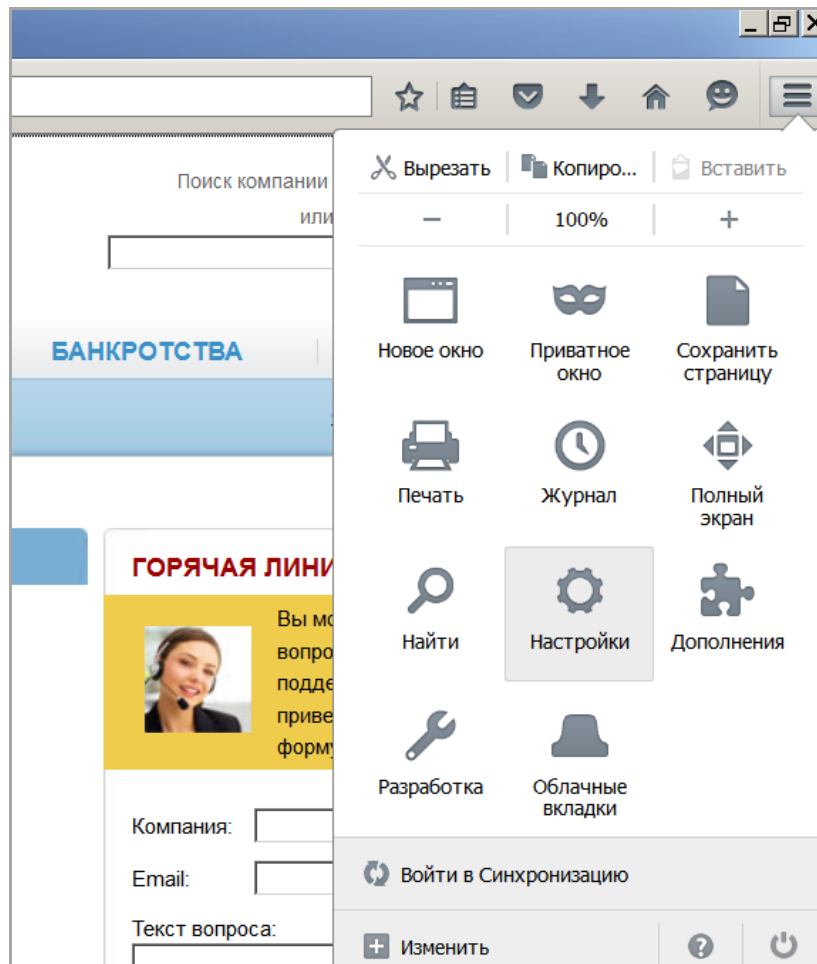 Поиск компании
или
БАНКРОТСТВА
ГОРЯЧАЯ ЛИНИ
Вы мо
вопро
подде
приве
форму
Компания:
Email:
Текст вопроса:
Вырезать
Копиро...
Вставить
− 100% +
Новое окно
Приватное
окно
Сохранить
страницу
Печать
Журнал
Полный
экран
Найти
Настройки
Дополнения
Разработка
Облачные
вкладки
Войти в Синхронизацию
Изменить
?